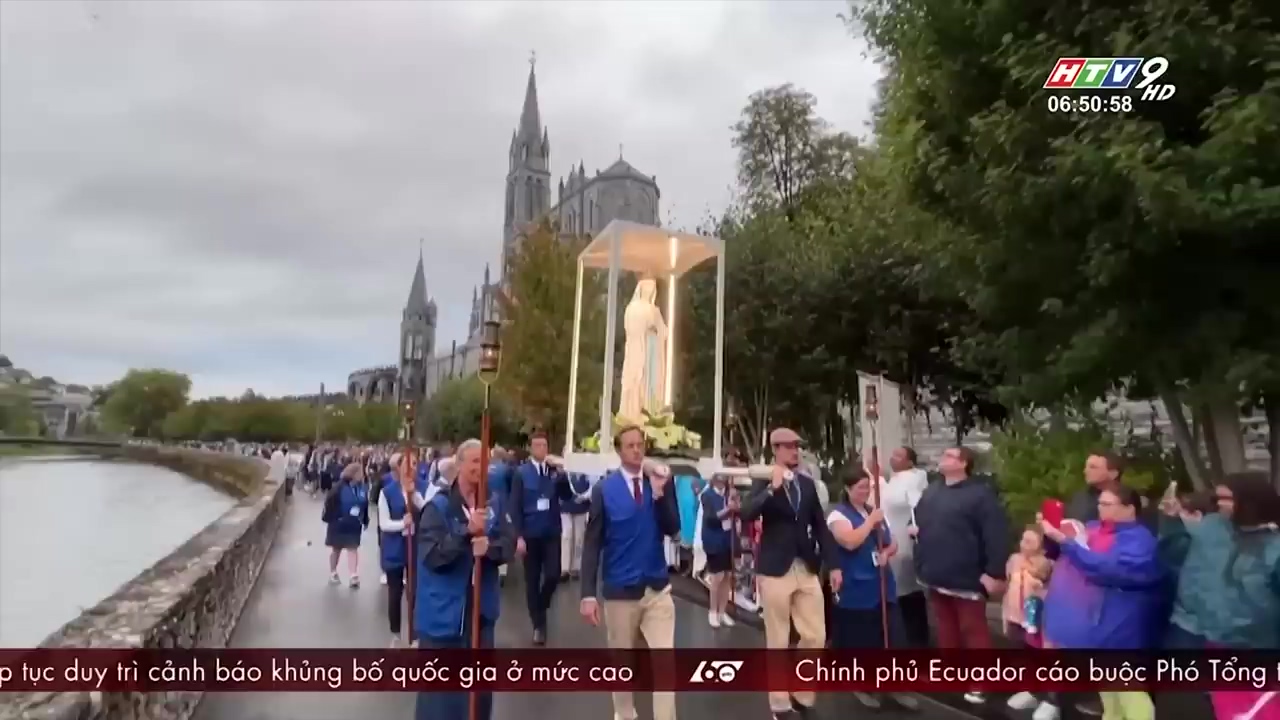 HTV9 HD
06:50:58
tục duy trì cảnh báo khủng bố quốc gia ở mức cao 60 Chính phủ Ecuador cáo buộc Phó Tổng